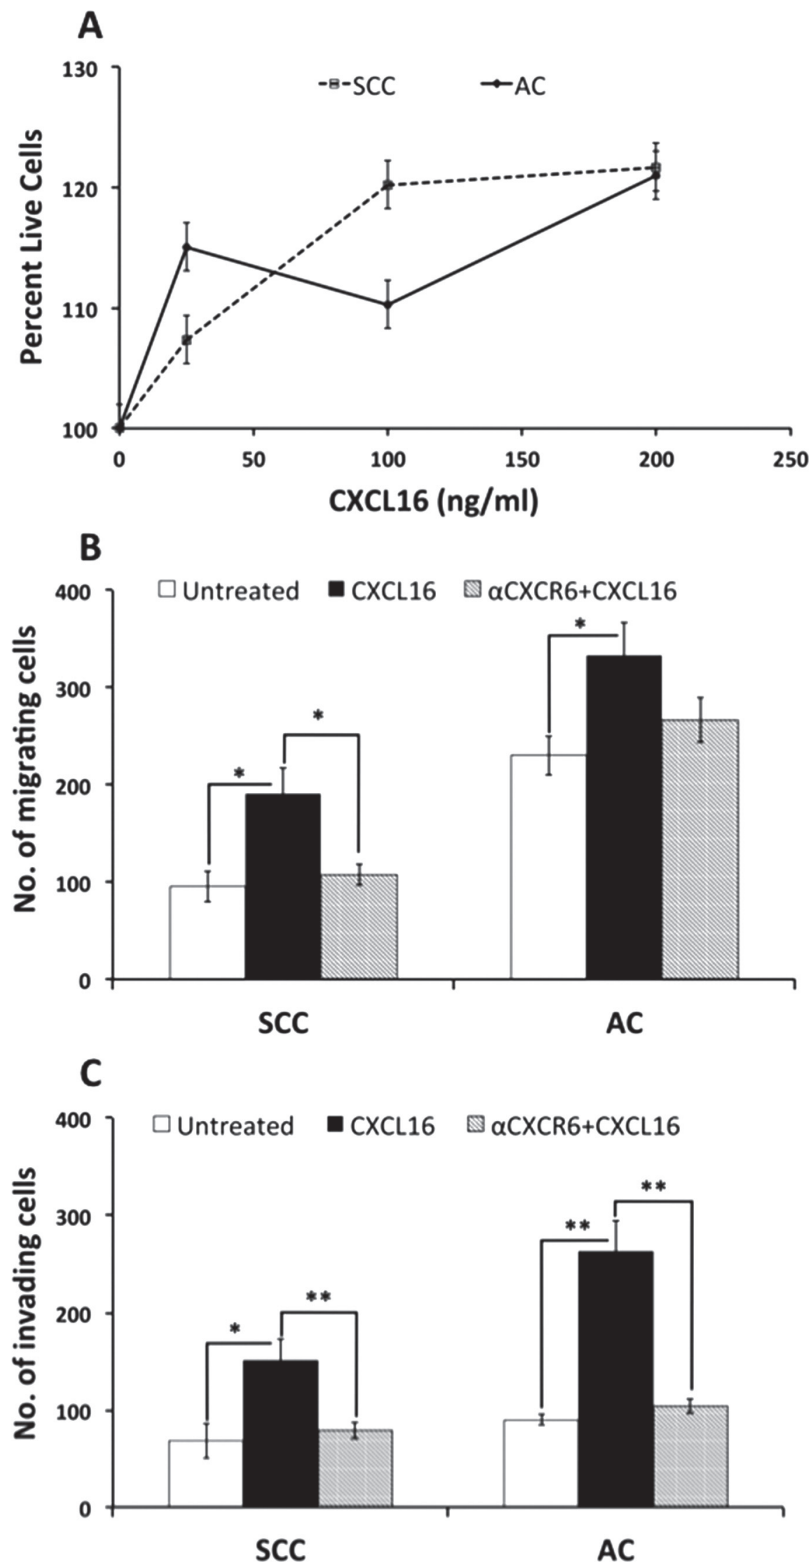 A
130
SCC AC
120
110
100
Percent Live Cells
0 50 100 150 200 250
CXCL16 (ng/ml)
B
400
Untreated CXCL16 αCXCR6+CXCL16
300
200
100
0
No. of migrating cells
*
*
*
SCC AC
C
400
Untreated CXCL16 αCXCR6+CXCL16
300
200
100
0
No. of invading cells
**
**
**
*
SCC AC